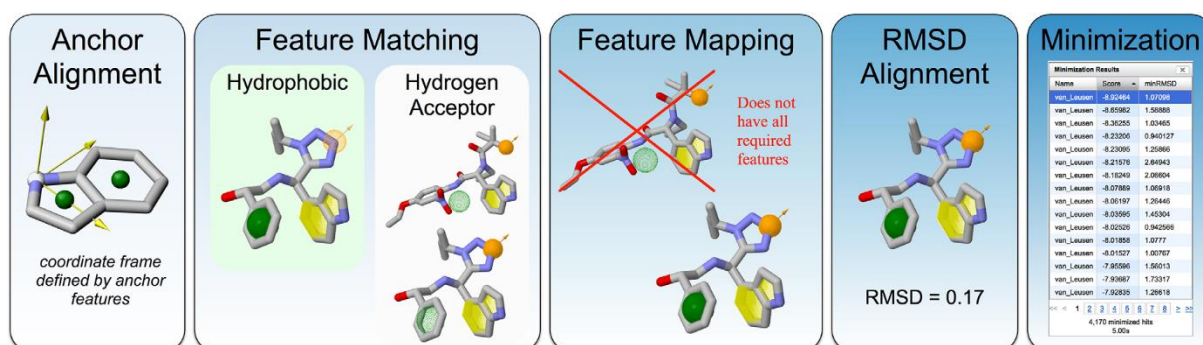 Anchor
Alignment
coordinate frame
defined by anchor
features
Feature Matching
Hydrophobic
Hydrogen
Acceptor
Feature Mapping
Does not
have all
required
features
RMSD
Alignment
RMSD = 0.17
Minimization
Minimization Results
Name Score minRMSD
van_Leusen -8.92464 1.07098
van_Leusen -8.65982 1.58888
van_Leusen -8.36255 1.03465
van_Leusen -8.23206 0.940127
van_Leusen -8.23095 1.25866
van_Leusen -8.21576 2.64943
van_Leusen -8.18249 2.08604
van_Leusen -8.07889 1.06918
van_Leusen -8.06197 1.26446
van_Leusen -8.03595 1.45304
van_Leusen -8.02526 0.942566
van_Leusen -8.01858 1.0777
van_Leusen -8.01527 1.00767
van_Leusen -7.95596 1.56013
van_Leusen -7.93687 1.73317
van_Leusen -7.92835 1.26618
<< < 1 2 3 4 5 6 7 8 > >>
4,170 minimized hits
5.00s